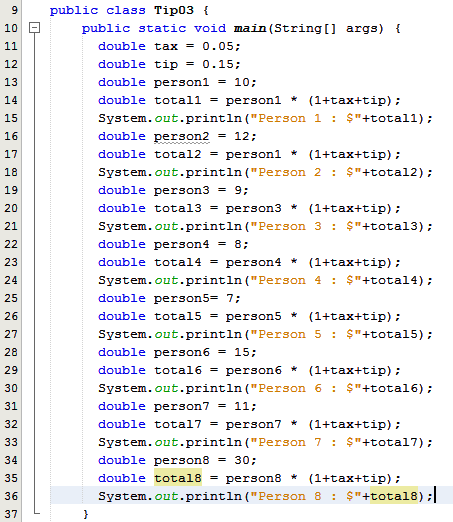 9 public class Tip03 {
10 public static void main(String[] args) {
11 double tax = 0.05;
12 double tip = 0.15;
13 double person1 = 10;
14 double total1 = person1 * (1+tax+tip);
15 System.out.println("Person 1 : $"+total1);
16 double person2 = 12;
17 double total2 = person1 * (1+tax+tip);
18 System.out.println("Person 2 : $"+total2);
19 double person3 = 9;
20 double total3 = person3 * (1+tax+tip);
21 System.out.println("Person 3 : $"+total3);
22 double person4 = 8;
23 double total4 = person4 * (1+tax+tip);
24 System.out.println("Person 4 : $"+total4);
25 double person5= 7;
26 double total5 = person5 * (1+tax+tip);
27 System.out.println("Person 5 : $"+total5);
28 double person6 = 15;
29 double total6 = person6 * (1+tax+tip);
30 System.out.println("Person 6 : $"+total6);
31 double person7 = 11;
32 double total7 = person7 * (1+tax+tip);
33 System.out.println("Person 7 : $"+total7);
34 double person8 = 30;
35 double total8 = person8 * (1+tax+tip);
36 System.out.println("Person 8 : $"+total8);
37 }